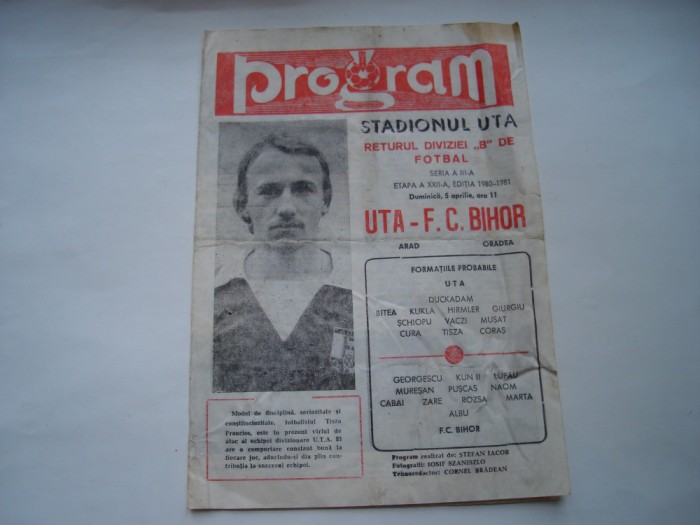 program
STADIONUL UTA
RETURUL DIVIZIEI „B" DE
FOTBAL
SERIA A III-A
ETAPA A XXII-A, EDIȚIA 1980-1981
Duminică, 5 aprilie, ora 11
UTA - F. C. BIHOR
ARAD ORADEA
FORMAȚIILE PROBABILE
UTA
DUCKADAM
BITEA KUKLA HIRMLER GIURGIU
ȘCHIOPU VACZI MUSAT
CURA TISZA CORAȘ
GEORGESCU KUN II LUFAU
MUREȘAN PUȘCAȘ NAOM
CABAI ZARE ROZSA MARTA
ALBU
F.C. BIHOR
Model de disciplină, seriozitate și
conștiinciozitate, fotbalistul Tisza
Francisc, este în prezent vîrful de
atac al echipei divizionare U.T.A. El
are o comportare constant bună la
fiecare joc, aducîndu-și din plin con-
tribuția la succesul echipei.
Program realizat de: ȘTEFAN IACOB
Fotografii: IOSIF SZANISZLO
Tehnoredactor: CORNEL BRĂDEAN